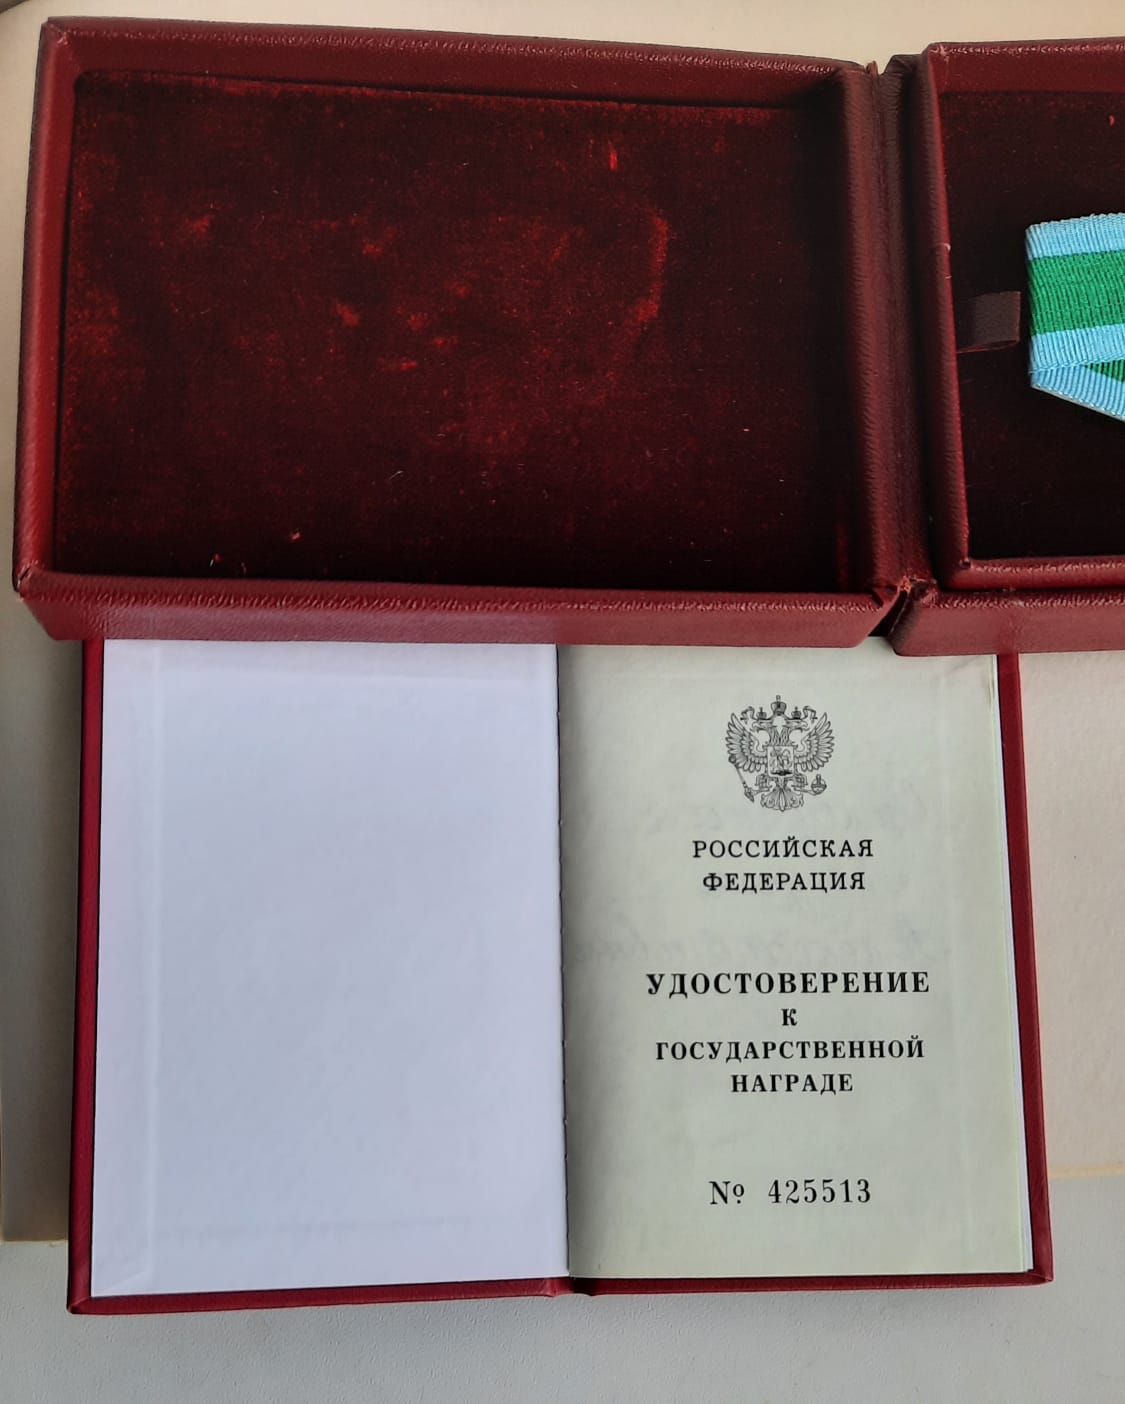 РОССИЙСКАЯ
ФЕДЕРАЦИЯ
УДОСТОВЕРЕНИЕ
К
ГОСУДАРСТВЕННОЙ
НАГРАДЕ
№ 425513